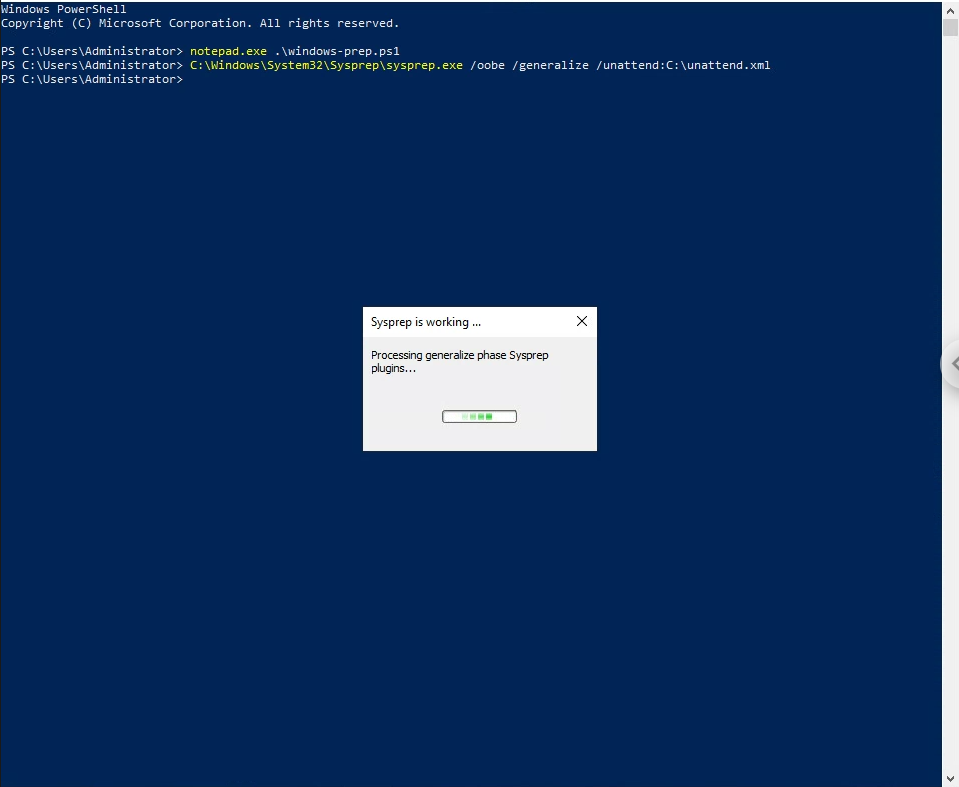 Windows PowerShell
Copyright (C) Microsoft Corporation. All rights reserved.
PS C:\Users\Administrator> notepad.exe .\windows-prep.ps1
PS C:\Users\Administrator> C:\Windows\System32\Sysprep\sysprep.exe /oobe /generalize /unattend:C:\unattend.xml
PS C:\Users\Administrator>
Sysprep is working ...
Processing generalize phase Sysprep
plugins...